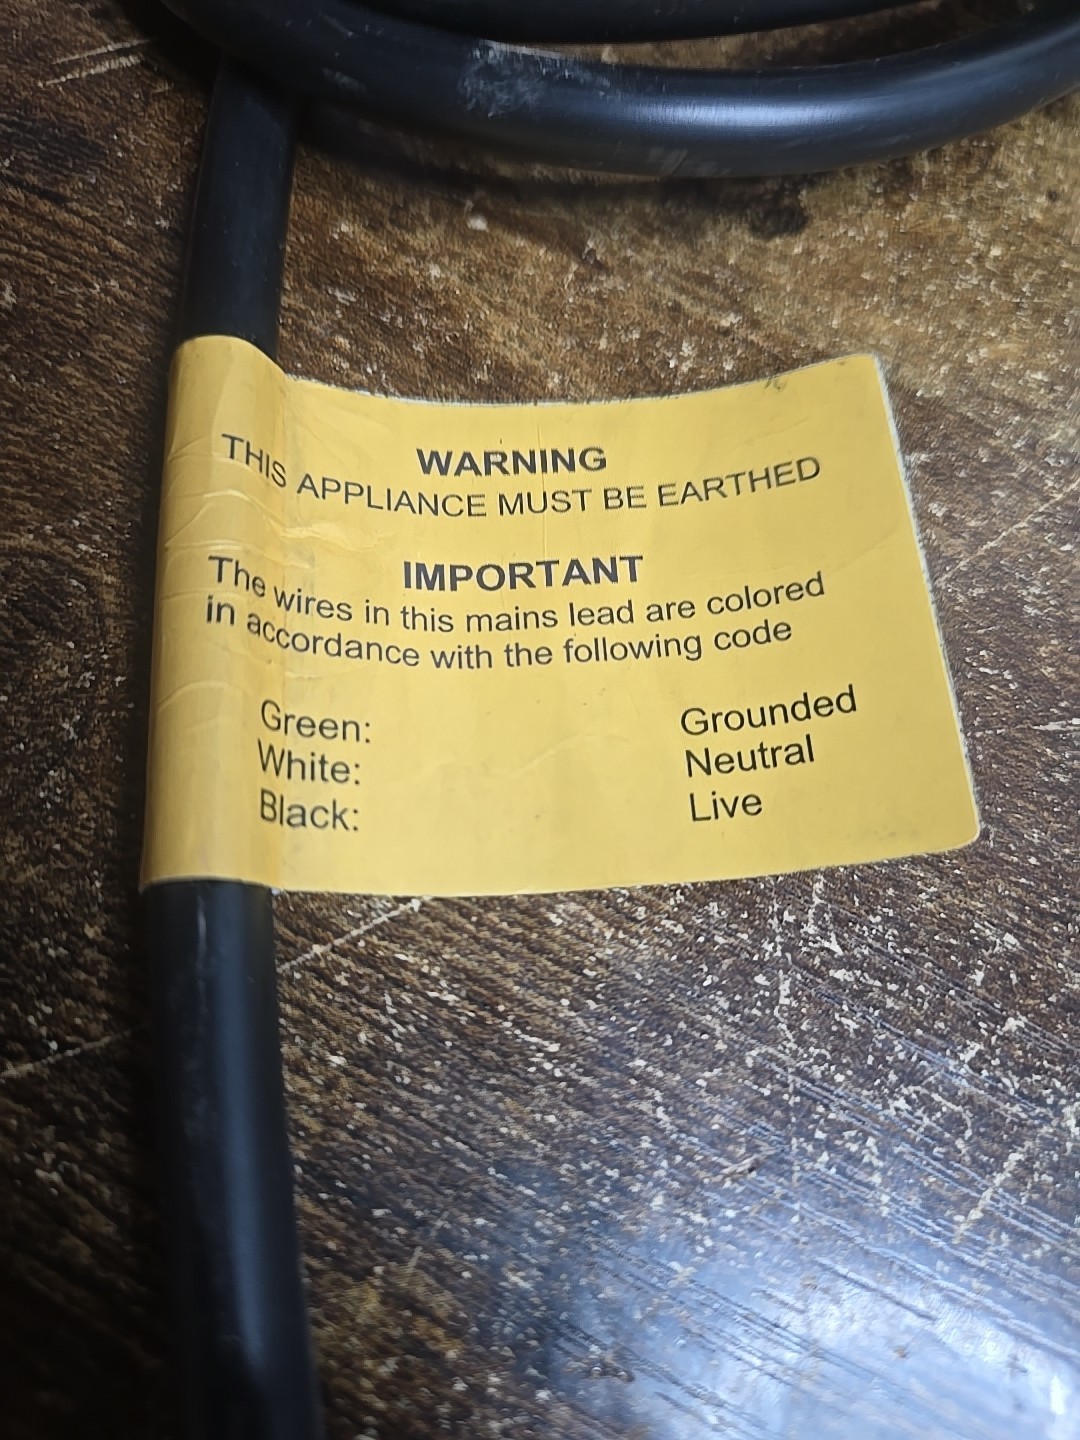 WARNING
THIS APPLIANCE MUST BE EARTHED
IMPORTANT
The wires in this mains lead are colored
in accordance with the following code
Green: Grounded
White: Neutral
Black: Live